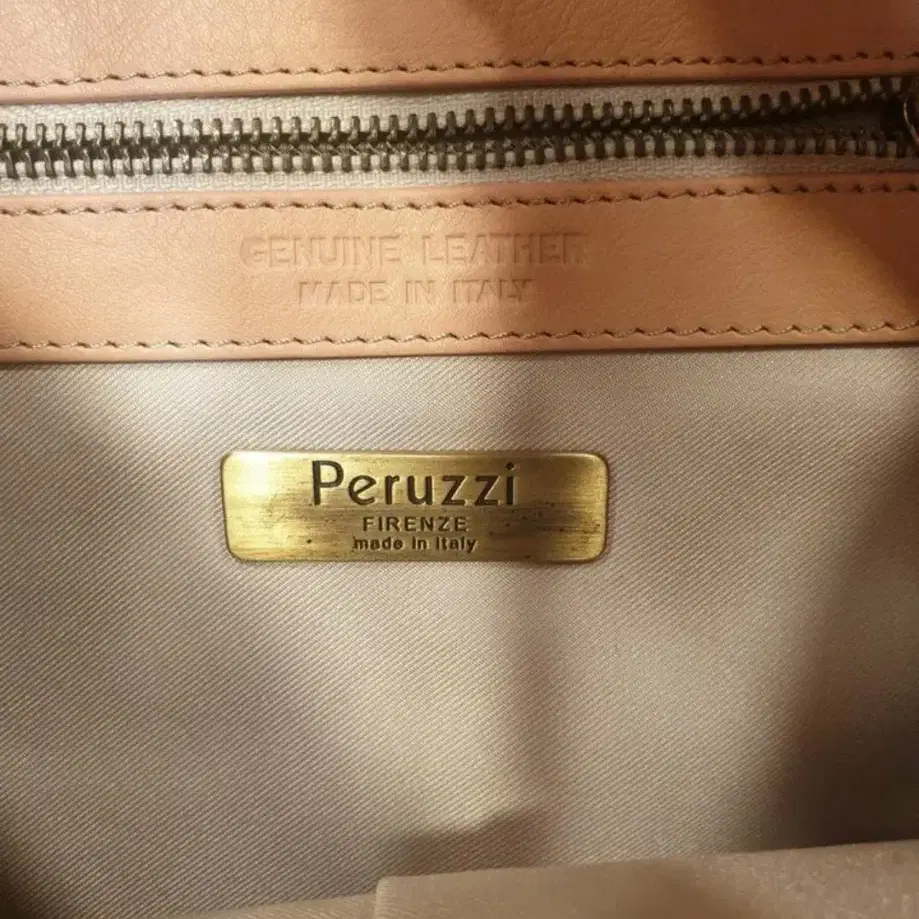 GENUINE LEATHER
MADE IN ITALY
Peruzzi
FIRENZE
made in Italy